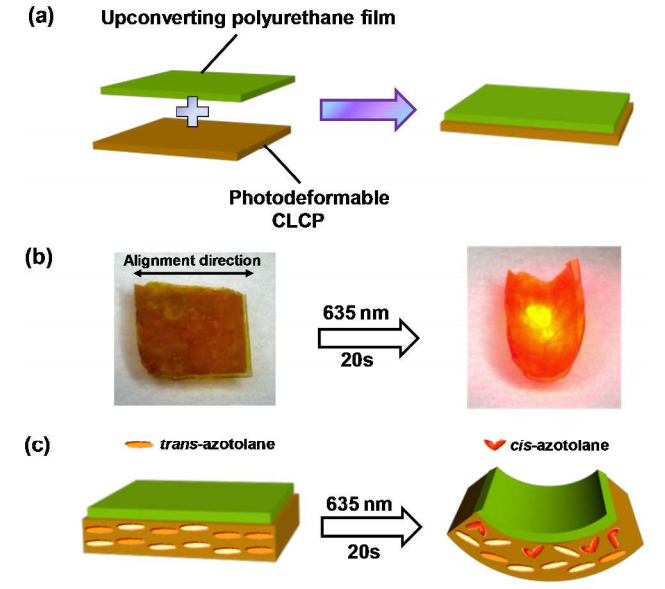 (a)
Upconverting polyurethane film
Photodeformable
CLCP
(b)
Alignment direction
635 nm
20s
(c)
trans-azotolane
cis-azotolane
635 nm
20s